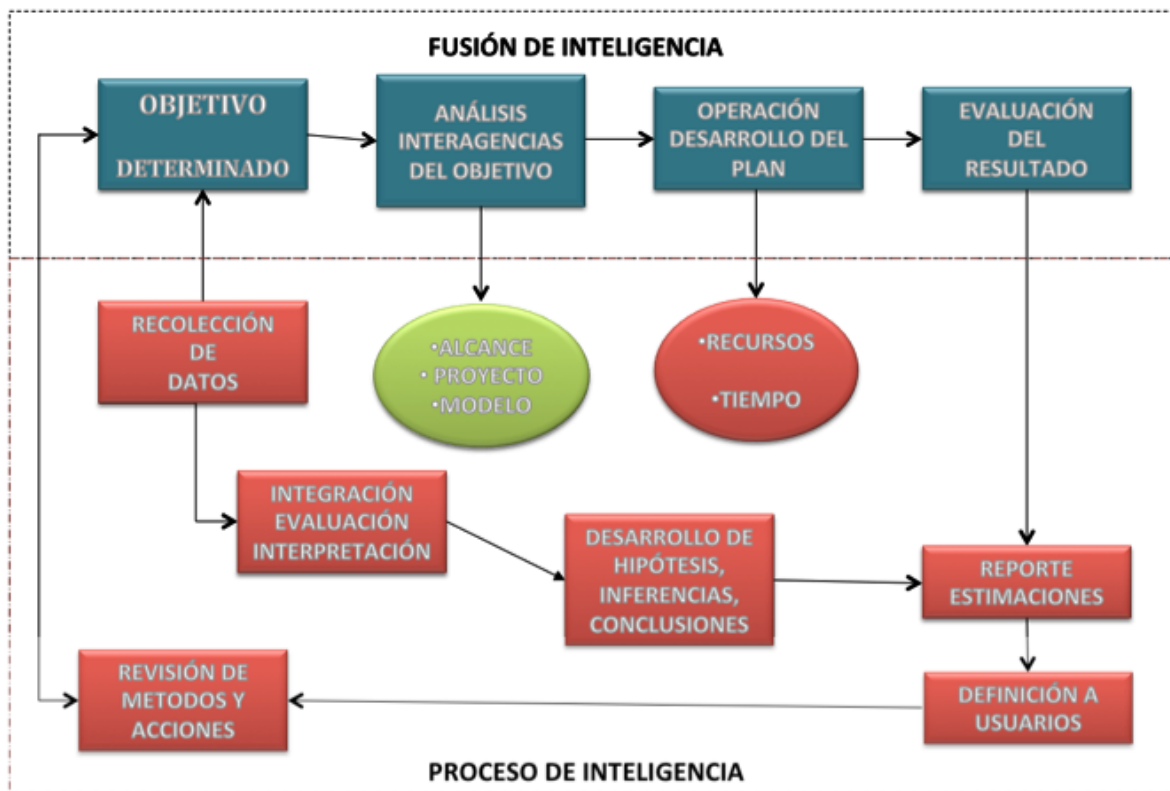 FUSIÓN DE INTELIGENCIA
OBJETIVO
DETERMINADO
ANÁLISIS
INTERAGENCIAS
DEL OBJETIVO
OPERACIÓN
DESARROLLO DEL
PLAN
EVALUACIÓN
DEL
RESULTADO
RECOLECCIÓN
DE
DATOS
•ALCANCE
• PROYECTO
•MODELO
•RECURSOS
•TIEMPO
INTEGRACIÓN
EVALUACIÓN
INTERPRETACIÓN
DESARROLLO DE
HIPÓTESIS,
INFERENCIAS,
CONCLUSIONES
REPORTE
ESTIMACIONES
REVISIÓN DE
METODOS Y
ACCIONES
DEFINICIÓN A
USUARIOS
PROCESO DE INTELIGENCIA